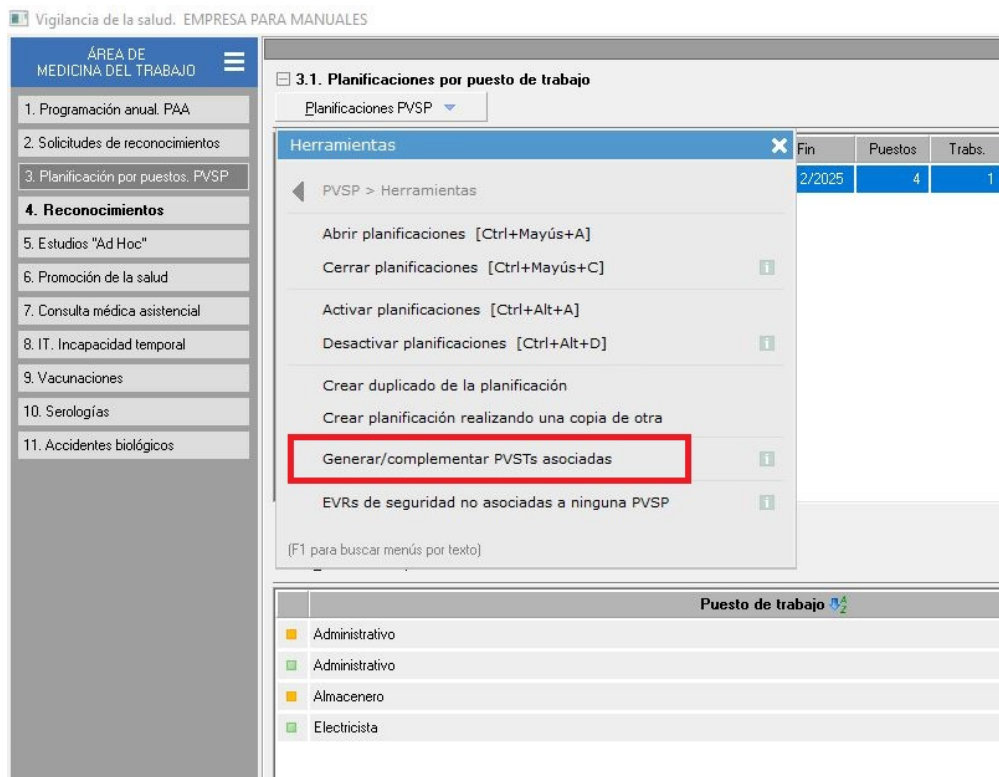 Vigilancia de la salud. EMPRESA PARA MANUALES
ÁREA DE
MEDICINA DEL TRABAJO
1. Programación anual. PAA
2. Solicitudes de reconocimientos
3. Planificación por puestos. PVSP
4. Reconocimientos
5. Estudios "Ad Hoc"
6. Promoción de la salud
7. Consulta médica asistencial
8. IT. Incapacidad temporal
9. Vacunaciones
10. Serologías
11. Accidentes biológicos
3.1. Planificaciones por puesto de trabajo
Planificaciones PVSP
Fin Puestos Trabs.
2/2025 4 1
Herramientas
PVSP > Herramientas
Abrir planificaciones [Ctrl+Mayús+A]
Cerrar planificaciones [Ctrl+Mayús+C]
Activar planificaciones [Ctrl+Alt+A]
Desactivar planificaciones [Ctrl+Alt+D]
Crear duplicado de la planificación
Crear planificación realizando una copia de otra
Generar/complementar PVSTs asociadas
EVRs de seguridad no asociadas a ninguna PVSP
(F1 para buscar menús por texto)
Puesto de trabajo
Administrativo
Administrativo
Almacenero
Electricista